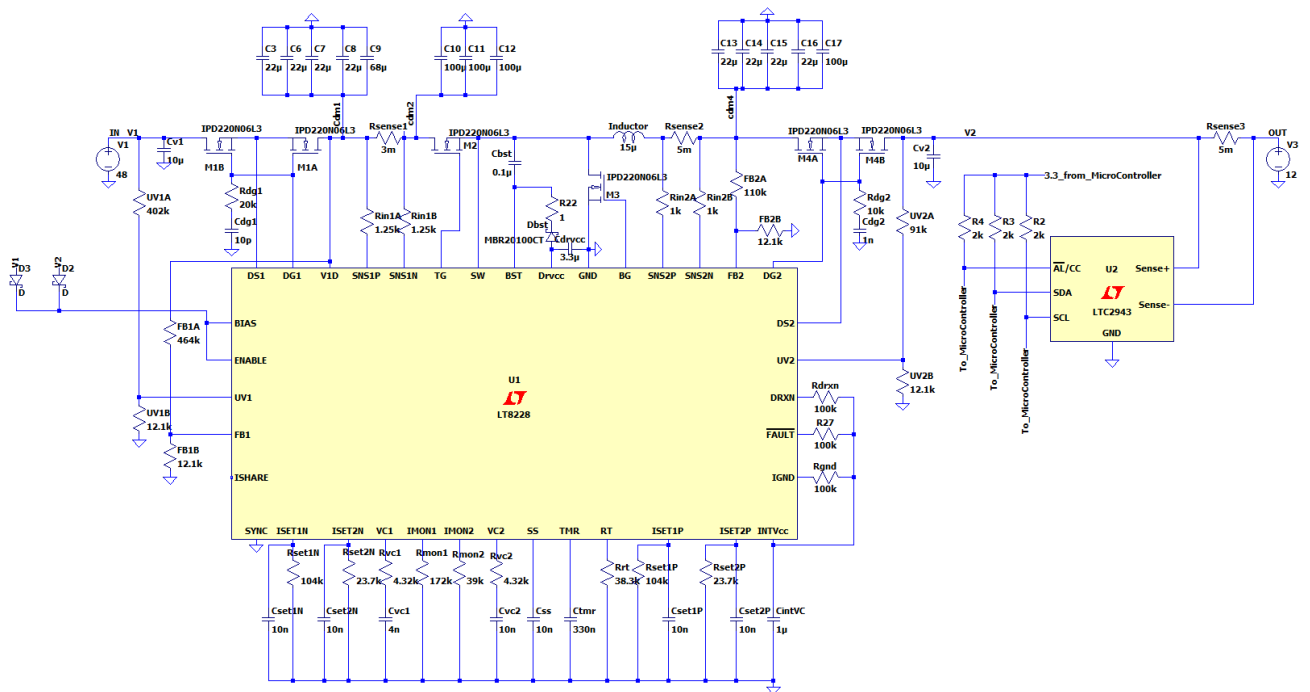 C3
22µ
C6
22µ
C7
22µ
C8
22µ
C9
68µ
C10
100µ
C11
100µ
C12
100µ
C13
22µ
C14
22µ
C15
22µ
C16
22µ
C17
100µ
Cdm1
cdm2
cdm4
IN
V1
V1
48
Cv1
10µ
IPD220N06L3
M1B
IPD220N06L3
M1A
Rsense1
3m
IPD220N06L3
M2
Cbst
0.1µ
Inductor
15µ
Rsense2
5m
IPD220N06L3
M3
IPD220N06L3
M4A
IPD220N06L3
M4B
V2
Cv2
10µ
Rsense3
5m
OUT
V3
12
UV1A
402k
Rdg1
20k
Cdg1
10p
Rin1A
1.25k
Rin1B
1.25k
R22
1
Dbst
MBR20100CT
Cdrvcc
3.3µ
Rin2A
1k
Rin2B
1k
FB2A
110k
FB2B
12.1k
Rdg2
10k
Cdg2
1n
UV2A
91k
3.3_from_MicroController
R4
2k
R3
2k
R2
2k
AL/CC
SDA
SCL
U2
LTC2943
GND
Sense+
Sense-
To_MicroController
To_MicroController
To_MicroController
V1
D3
D
V2
D2
D
DS1
DG1
V1D
SNS1P
SNS1N
TG
SW
BST
Drvcc
GND
BG
SNS2P
SNS2N
FB2
DG2
FB1A
464k
BIAS
ENABLE
UV1
FB1
ISHARE
UV1B
12.1k
FB1B
12.1k
U1
LT8228
DS2
UV2
DRXN
FAULT
IGND
UV2B
12.1k
Rdrxn
100k
R27
100k
Rgnd
100k
SYNC
ISET1N
ISET2N
VC1
IMON1
IMON2
VC2
SS
TMR
RT
ISET1P
ISET2P
INTVcc
Rset1N
104k
Rset2N
23.7k
Rvc1
4.32k
Rmon1
172k
Rmon2
39k
Rvc2
4.32k
Rrt
38.3k
Rset1P
104k
Rset2P
23.7k
Cset1N
10n
Cset2N
10n
Cvc1
4n
Cvc2
10n
Css
10n
Ctmr
330n
Cset1P
10n
Cset2P
10n
CintVC
1µ